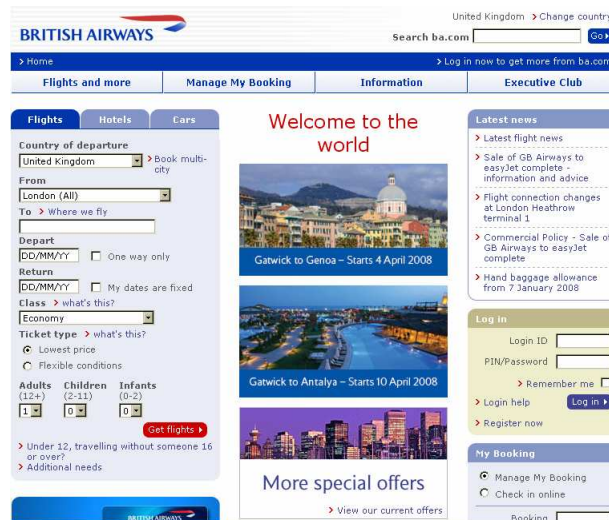 United Kingdom > Change country
BRITISH AIRWAYS
Search ba.com Go
> Home
> Log in now to get more from ba.com
Flights and more
Manage My Booking
Information
Executive Club
Flights
Hotels
Cars
Country of departure
United Kingdom
> Book multi-
city
From
London (All)
To > Where we fly
Depart
DD/MM/YY One way only
Return
DD/MM/YY My dates are fixed
Class > what's this?
Economy
Ticket type > what's this?
Lowest price
Flexible conditions
Adults Children Infants
(12+) (2-11) (0-2)
1 0 0
Get flights
> Under 12, travelling without someone 16
or over?
> Additional needs
BRITISH AIRWAYS
Welcome to the
world
Gatwick to Genoa – Starts 4 April 2008
Gatwick to Antalya – Starts 10 April 2008
More special offers
> View our current offers
Latest news
> Latest flight news
> Sale of GB Airways to
easyJet complete -
information and advice
> Flight connection changes
at London Heathrow
terminal 1
> Commercial Policy - Sale of
GB Airways to easyJet
complete
> Hand baggage allowance
from 7 January 2008
Log in
Login ID
PIN/Password
> Remember me
> Login help Log in
> Register now
My Booking
Manage My Booking
Check in online
Booking